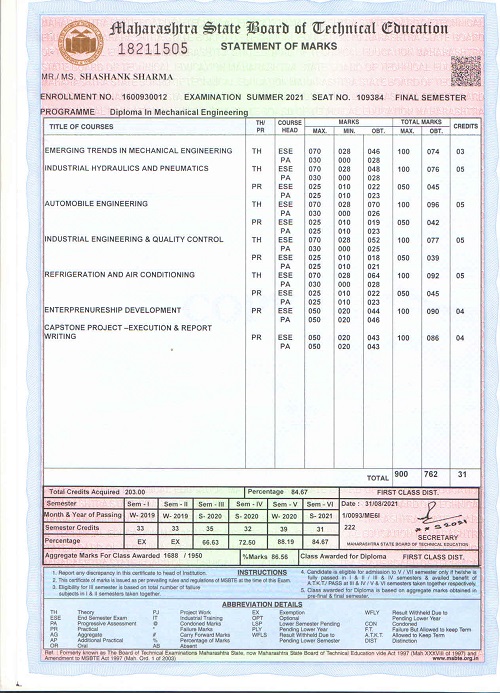 Maharashtra State Board of Technical Education
18211505 STATEMENT OF MARKS
MR./ MS. SHASHANK SHARMA
ENROLLMENT NO. 1600930012 EXAMINATION SUMMER 2021 SEAT NO. 109384 FINAL SEMESTER
PROGRAMME Diploma In Mechanical Engineering
TITLE OF COURSES TH/ PR COURSE HEAD MARKS MAX. MIN. OBT. TOTAL MARKS MAX. OBT. CREDITS
EMERGING TRENDS IN MECHANICAL ENGINEERING TH ESE 070 028 046 100 074 03
PA 030 000 028
INDUSTRIAL HYDRAULICS AND PNEUMATICS TH ESE 070 028 048 100 076 05
PA 030 000 028
PR ESE 025 010 022 050 045
PA 025 010 023
AUTOMOBILE ENGINEERING TH ESE 070 028 070 100 096 05
PA 030 000 026
PR ESE 025 010 019 050 042
PA 025 010 023
INDUSTRIAL ENGINEERING & QUALITY CONTROL TH ESE 070 028 052 100 077 05
PA 030 000 025
PR ESE 025 010 018 050 039
PA 025 010 021
REFRIGERATION AND AIR CONDITIONING TH ESE 070 028 064 100 092 05
PA 030 000 028
PR ESE 025 010 022 050 045
PA 025 010 023
ENTERPRENURESHIP DEVELOPMENT PR ESE 050 020 044 100 090 04
PA 050 020 046
CAPSTONE PROJECT –EXECUTION & REPORT
WRITING PR ESE 050 020 043 100 086 04
PA 050 020 043
TOTAL 900 762 31
Total Credits Acquired 203.00 Percentage 84.67 FIRST CLASS DIST.
Semester Sem - I Sem - II Sem - III Sem - IV Sem - V Sem - VI Date : 31/08/2021
Month & Year of Passing W- 2019 W- 2019 S- 2020 S- 2020 W- 2020 S- 2021 1/0093/ME6I
Semester Credits 33 33 35 32 39 31 222
SECRETARY
Percentage EX EX 66.63 72.50 88.19 84.67 MAHARASHTRA STATE BOARD OF TECHNICAL EDUCATION
Aggregate Marks For Class Awarded 1688 / 1950 %Marks 86.56 Class Awarded for Diploma FIRST CLASS DIST.
INSTRUCTIONS
1. Report any discrepancy in this certificate to head of Institution.
2. This certificate of marks is issued as per prevailing rules and regulations of MSBTE at the time of this Exam.
3. Eligibility for III semester is based on total number of failure
subjects in I & II semesters taken together.
4. Candidate is eligible for admission to V / VI semester only if he/she is
fully passed in I & II / III & IV semesters & availed benefit of
A.T.K.T./ PASS at III & IV / V & VI semesters taken together respectively.
5. Class awarded for Diploma is based on aggregate marks obtained in
pre-final & final semester.
ABBREVIATION DETAILS
TH Theory PJ Project Work EX Exemption WFLY Result Withheld Due to
ESE End Semester Exam IT Industrial Training OPT Optional Pending Lower Year
PA Progressive Assessment @ Condoned Marks LSP Lower Semester Pending CON Condoned
PR Practical * Failure Marks PLY Pending Lower Year F.T. Failure But Allowed to keep Term
AG Aggregate # Carry Forward Marks WFLS Result Withheld Due to A.T.K.T. Allowed to Keep Term
AP Additional Practical % Percentage of Marks Pending Lower Semester DIST Distinction
OR Oral AB Absent
Ref. : Formerly known as The Board of Technical Examinations Maharashtra State, now Maharashtra State Board of Technical Education vide Act 1997 (Mah XXXVIII of 1997) and
Amendment to MSBTE Act 1997 (Mah. Ord. 1 of 2003) www.msbte.org.in